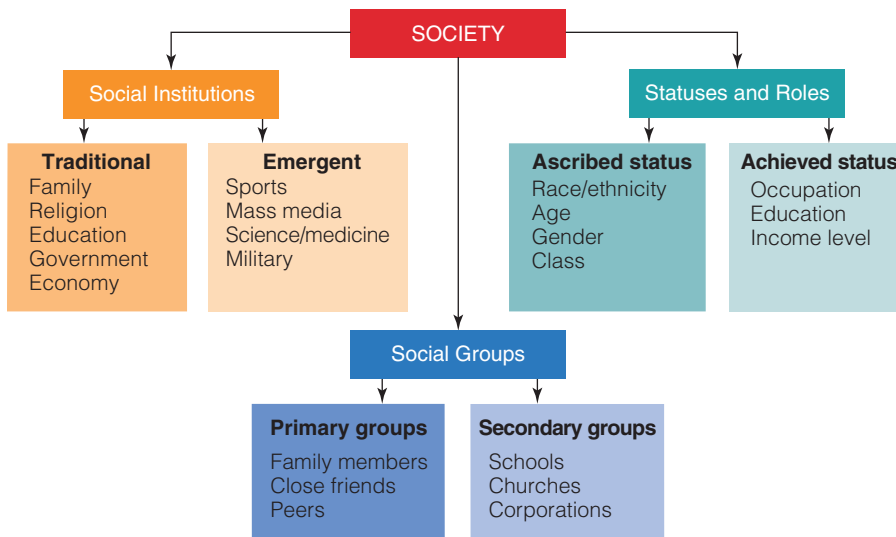 SOCIETY
Social Institutions
Statuses and Roles
Traditional
Family
Religion
Education
Government
Economy
Emergent
Sports
Mass media
Science/medicine
Military
Ascribed status
Race/ethnicity
Age
Gender
Class
Achieved status
Occupation
Education
Income level
Social Groups
Primary groups
Family members
Close friends
Peers
Secondary groups
Schools
Churches
Corporations